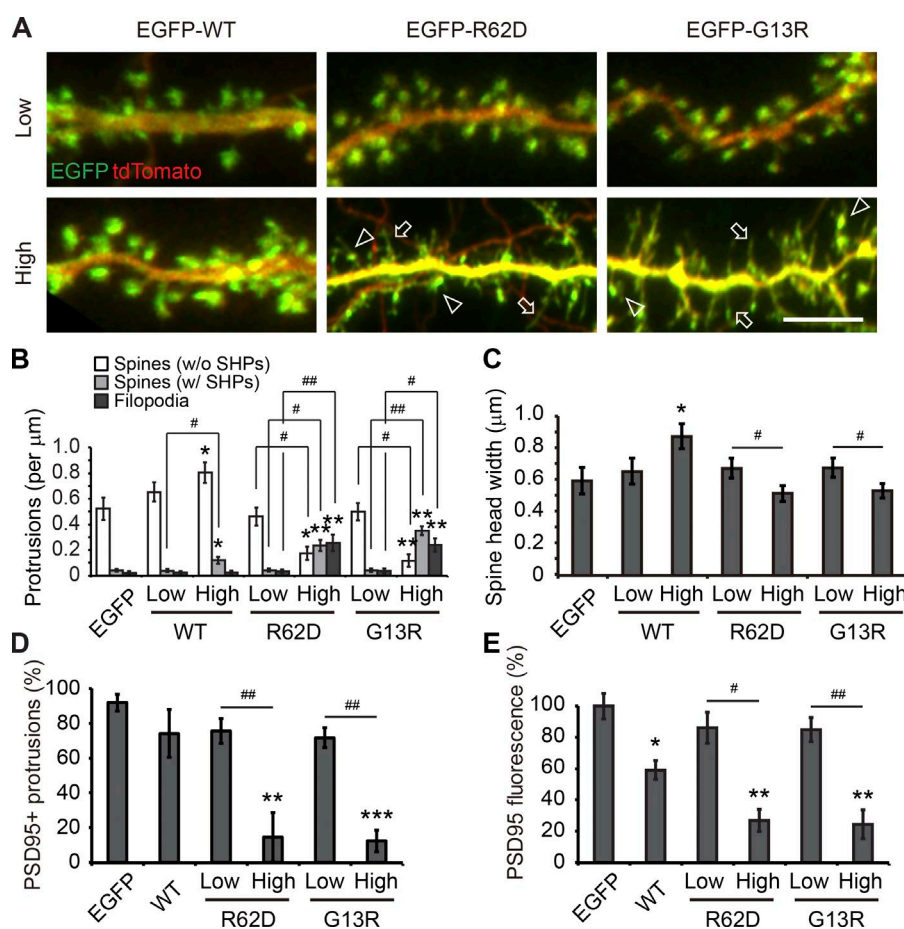 A
EGFP-WT EGFP-R62D EGFP-G13R
Low
EGFP tdTomato
High
B
Spines (w/o SHPs)
Spines (w/ SHPs)
Filopodia
## #
# # ##
# #
Protrusions (per μm)
1.0
0.8
0.6
0.4
0.2
0
* * * ** ** ** ** **
EGFP Low High Low High Low High
WT R62D G13R
C
Spine head width (μm)
1.0
0.8
0.6
0.4
0.2
0
* # #
EGFP Low High Low High Low High
WT R62D G13R
D
PSD95+ protrusions (%)
100
80
60
40
20
0
## ##
** ***
EGFP WT Low High Low High
R62D G13R
E
PSD95 fluorescence (%)
100
80
60
40
20
0
# ##
* ** **
EGFP WT Low High Low High
R62D G13R